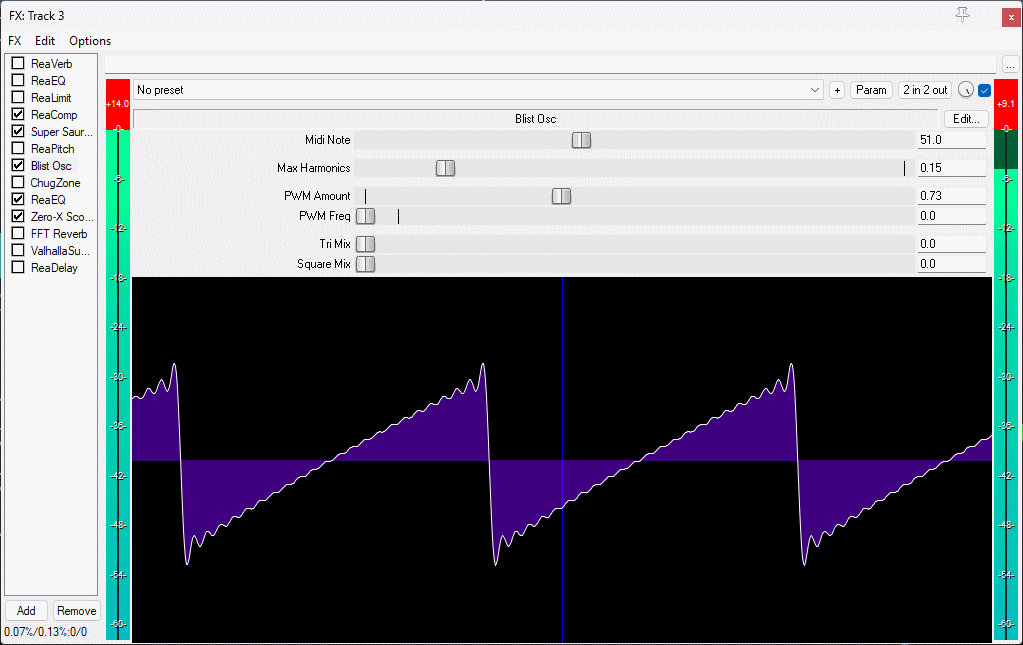 FX: Track 3
x
FX Edit Options
ReaVerb
ReaEQ
ReaLimit
ReaComp
Super Saur...
ReaPitch
Blist Osc
ChugZone
ReaEQ
Zero-X Sco...
FFT Reverb
ValhallaSu...
ReaDelay
Add Remove
0.07%/0.13%:0/0
...
No preset + Param 2 in 2 out
Blist Osc Edit...
Midi Note 51.0
Max Harmonics 0.15
PWM Amount 0.73
PWM Freq 0.0
Tri Mix 0.0
Square Mix 0.0
+14.0
-0-
-6-
-12-
-18-
-24-
-30-
-36-
-42-
-48-
-54-
-60-
+9.1
-0-
-6-
-12-
-18-
-24-
-30-
-36-
-42-
-48-
-54-
-60-